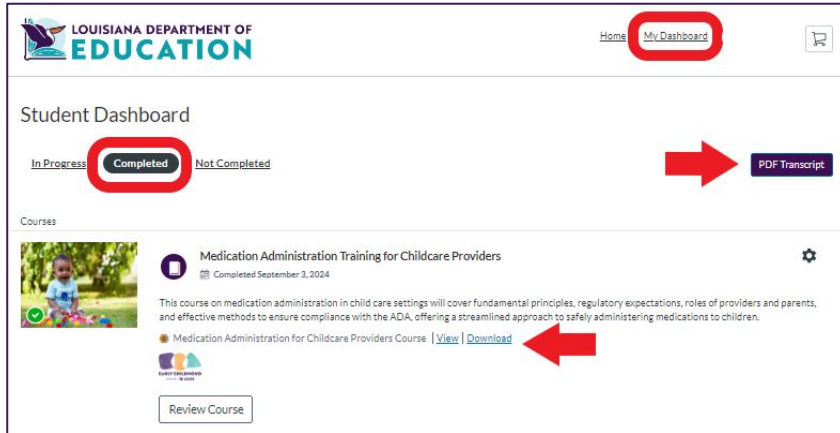 LOUISIANA DEPARTMENT OF
EDUCATION
Home My Dashboard
Student Dashboard
In Progress Completed Not Completed
PDF Transcript
Courses
Medication Administration Training for Childcare Providers
Completed September 3, 2024
This course on medication administration in child care settings will cover fundamental principles, regulatory expectations, roles of providers and parents,
and effective methods to ensure compliance with the ADA, offering a streamlined approach to safely administering medications to children.
Medication Administration for Childcare Providers Course | View | Download
EARLY CHILDHOOD
Review Course